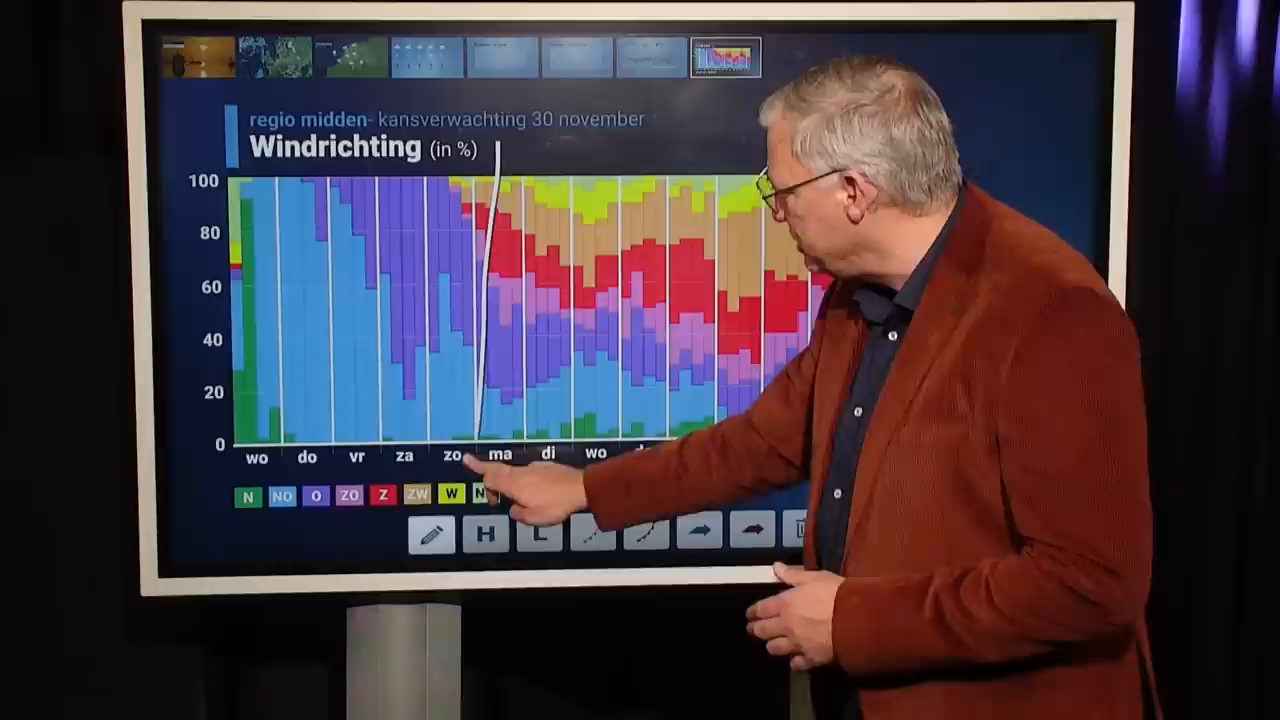 regio midden- kansverwachting 30 november
Windrichting (in %)
100
80
60
40
20
0
wo do vr za zo ma di wo
N NO O ZO Z ZW W N
H L